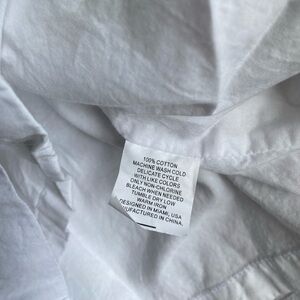 100% COTTON
MACHINE WASH COLD
DELICATE CYCLE
WITH LIKE COLORS
ONLY NON-CHLORINE
BLEACH WHEN NEEDED
TUMBLE DRY LOW
WARM IRON
DESIGNED IN MIAMI, USA
NUFACTURED IN CHINA.